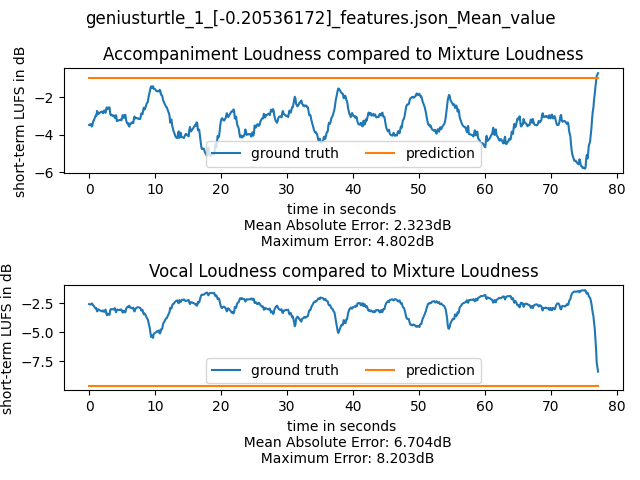 geniusturtle_1_[-0.20536172]_features.json_Mean_value
Accompaniment Loudness compared to Mixture Loudness
short-term LUFS in dB
−2
−4
−6
ground truth
prediction
0 10 20 30 40 50 60 70 80
time in seconds
Mean Absolute Error: 2.323dB
Maximum Error: 4.802dB
Vocal Loudness compared to Mixture Loudness
short-term LUFS in dB
−2.5
−5.0
−7.5
ground truth
prediction
0 10 20 30 40 50 60 70 80
time in seconds
Mean Absolute Error: 6.704dB
Maximum Error: 8.203dB